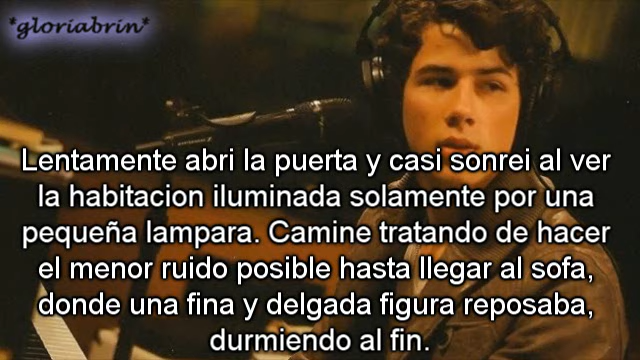 *gloriabrin*
Lentamente abri la puerta y casi sonrei al ver
la habitacion iluminada solamente por una
pequeña lampara. Camine tratando de hacer
el menor ruido posible hasta llegar al sofa,
donde una fina y delgada figura reposaba,
durmiendo al fin.